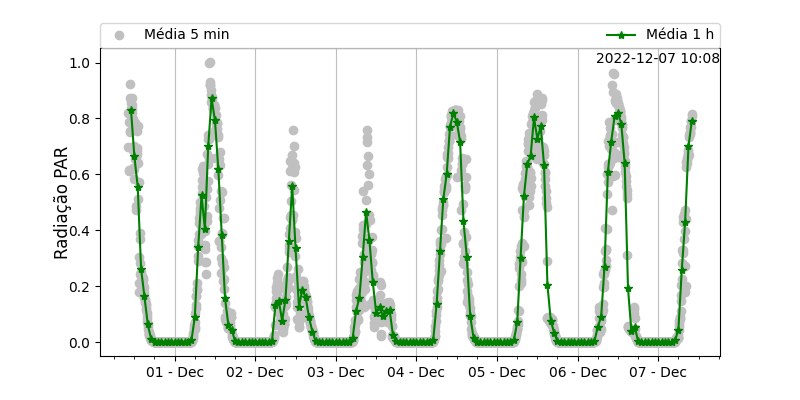 Média 5 min
Média 1 h
2022-12-07 10:08
Radiação PAR
1.0
0.8
0.6
0.4
0.2
0.0
01 - Dec
02 - Dec
03 - Dec
04 - Dec
05 - Dec
06 - Dec
07 - Dec